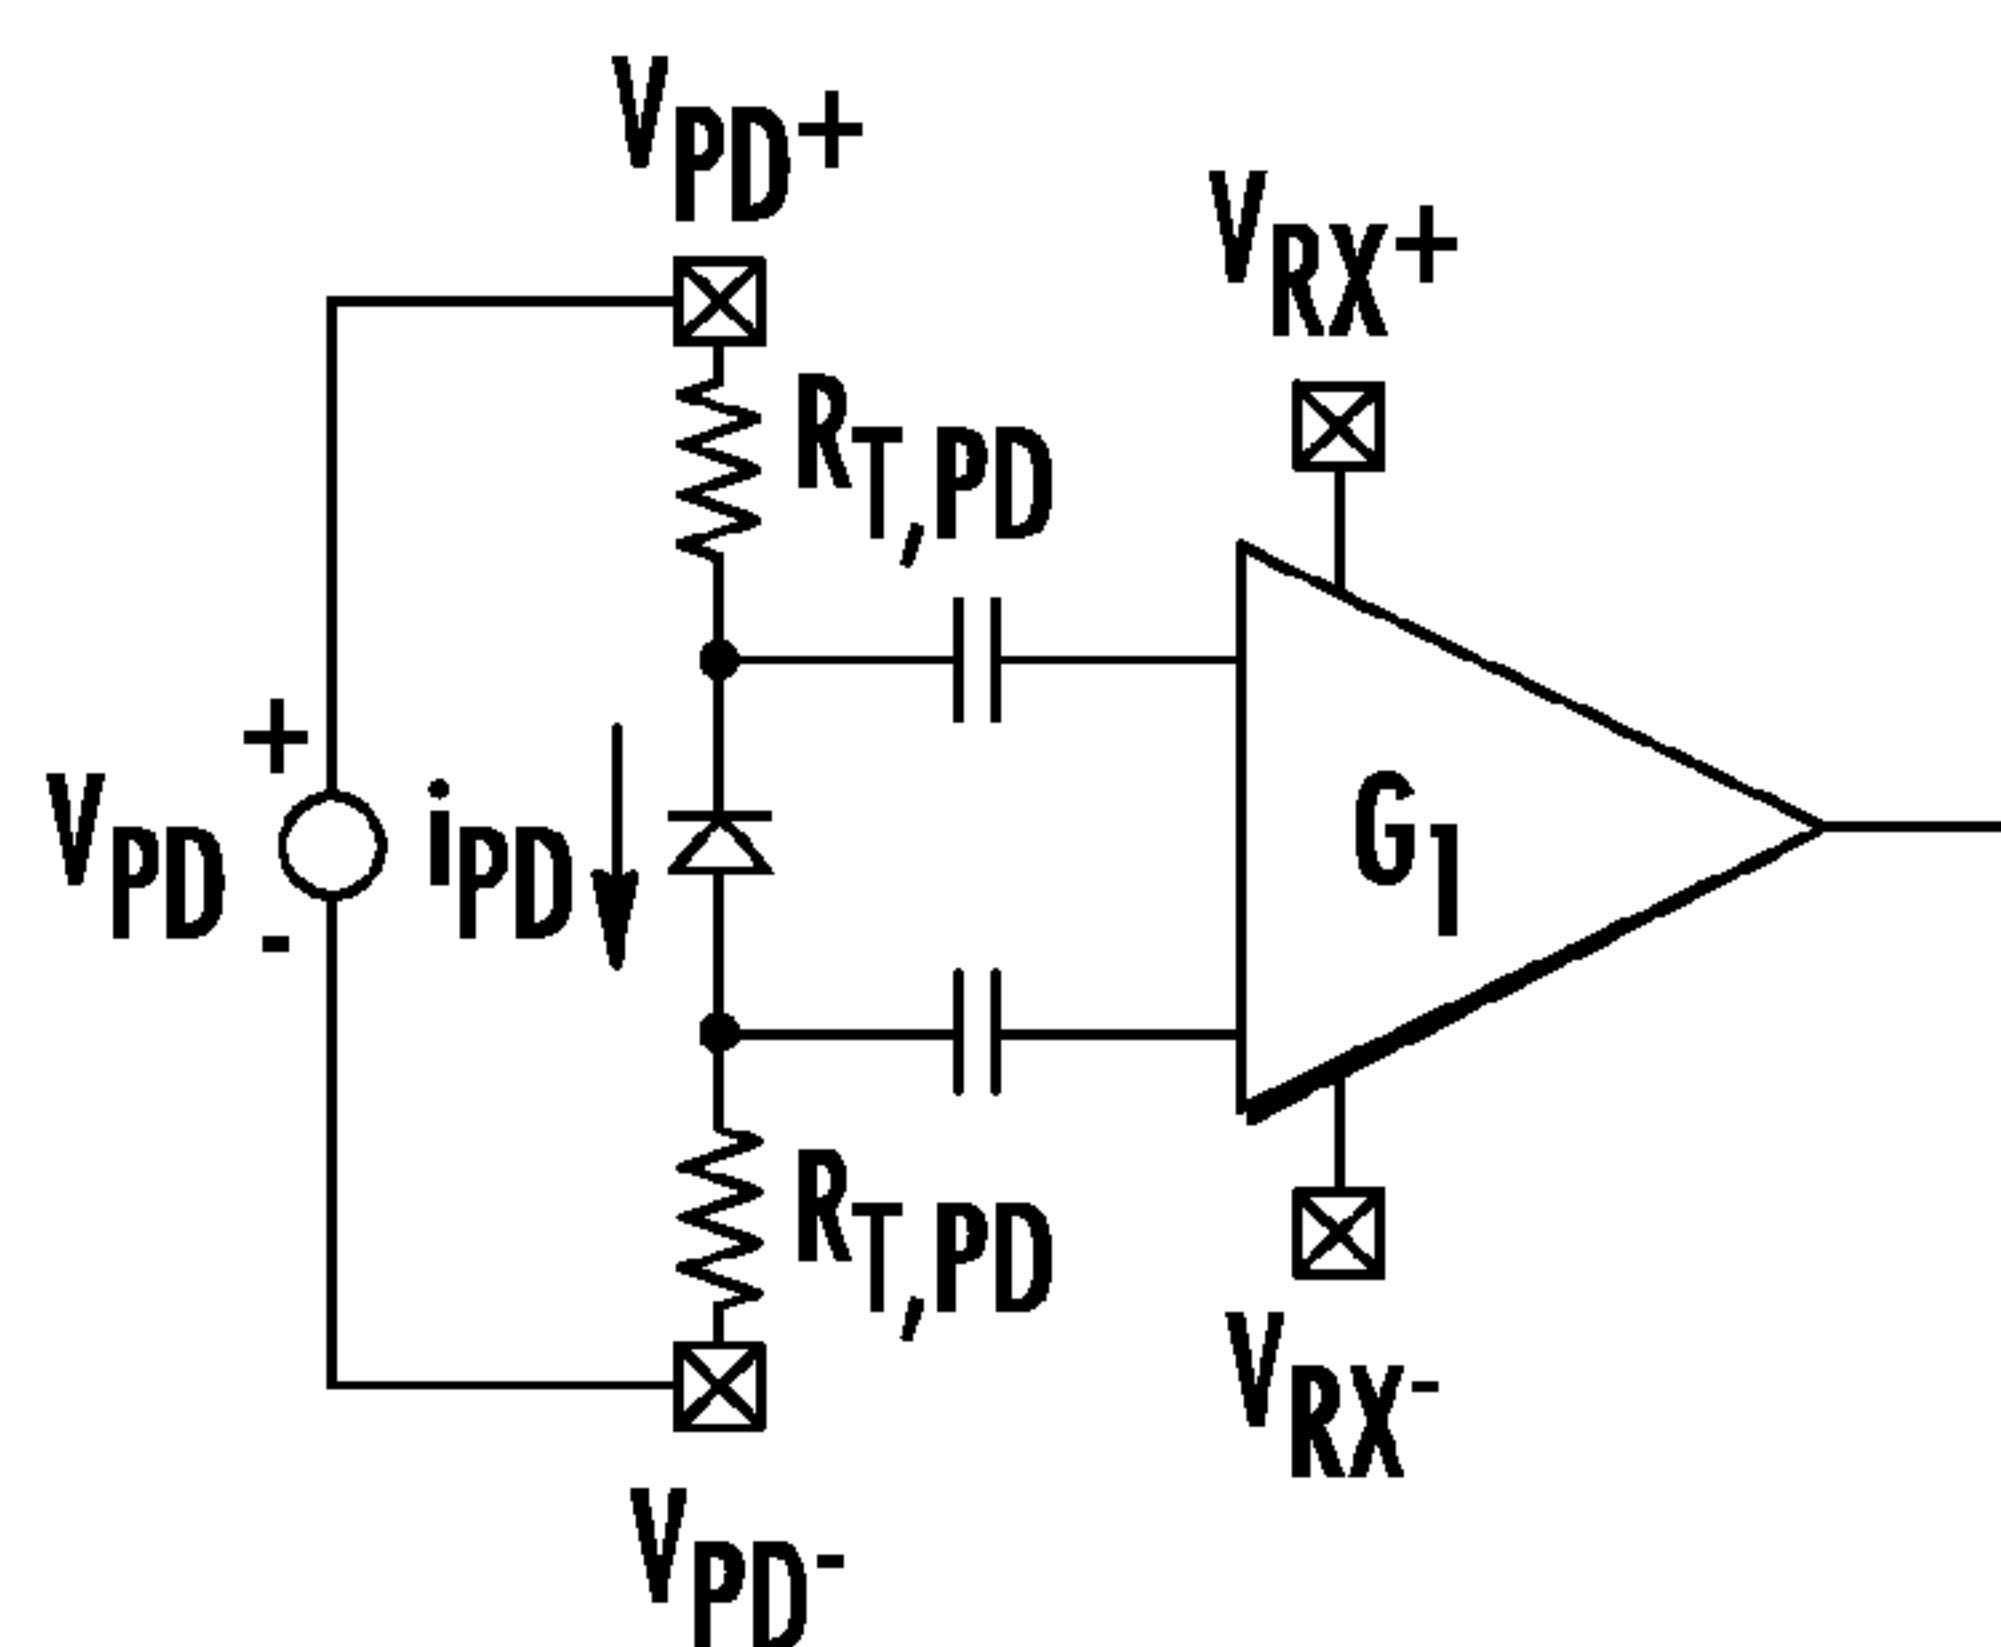 VPD+
VRX+
RT,PD
+
VPD
-
iPD
G1
RT,PD
VRX-
VPD-